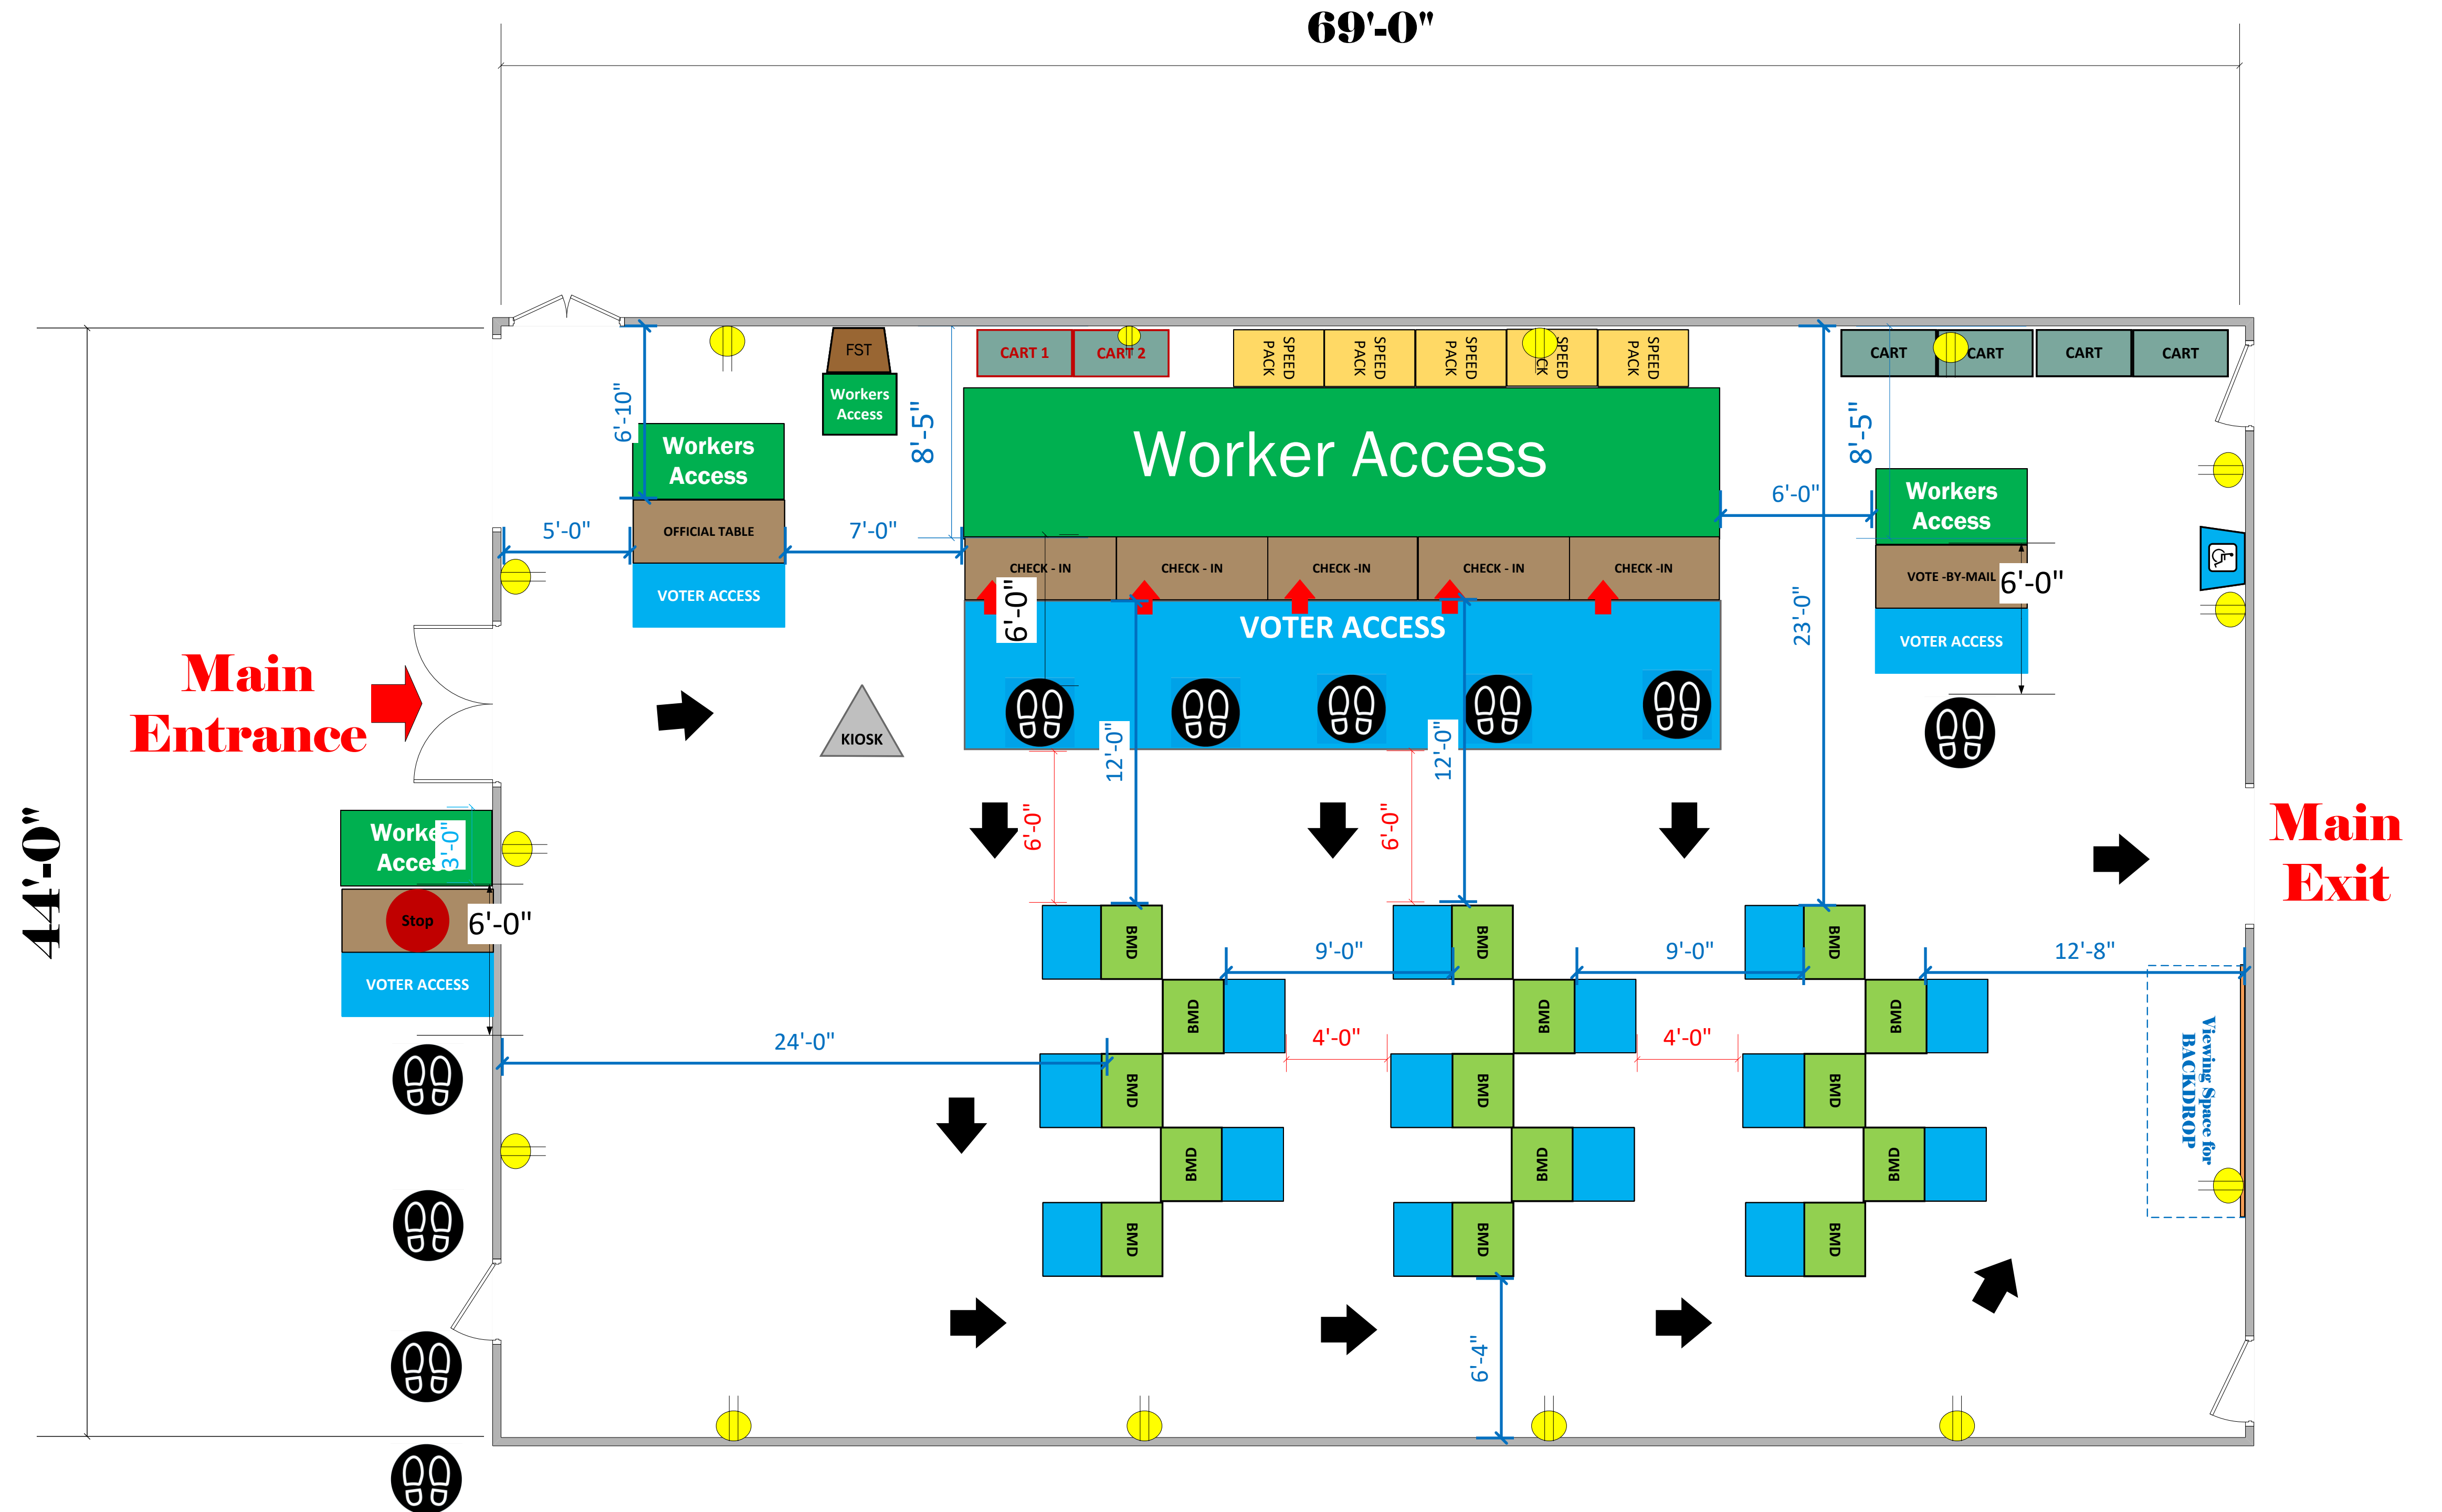 69'-0"
FST
CART 1
CART 2
SPEED
PACK
SPEED
PACK
SPEED
PACK
SPEED
SPEED
PACK
CART
CART
CART
CART
Workers
Access
6'-10"
8'-5"
Worker Access
8'-5"
Workers
Access
6'-0"
Workers
Access
5'-0"
OFFICIAL TABLE
7'-0"
CHECK - IN
CHECK - IN
CHECK -IN
CHECK - IN
CHECK -IN
VOTE -BY-MAIL
6'-0"
VOTER ACCESS
6'-0"
VOTER ACCESS
23'-0"
VOTER ACCESS
Main
Entrance
KIOSK
12'-0"
12'-0"
44'-0"
3'-0"
6'-0"
6'-0"
Main
Exit
Stop
6'-0"
VOTER ACCESS
BMD
BMD
BMD
9'-0"
9'-0"
12'-8"
BMD
BMD
BMD
24'-0"
4'-0"
4'-0"
Viewing Space for
BACKDROP
BMD
BMD
BMD
BMD
BMD
BMD
BMD
BMD
BMD
6'-4"